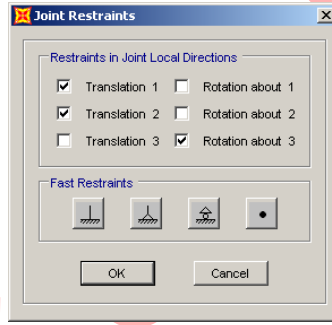 Joint Restraints
Restraints in Joint Local Directions
Translation 1 Rotation about 1
Translation 2 Rotation about 2
Translation 3 Rotation about 3
Fast Restraints
OK Cancel